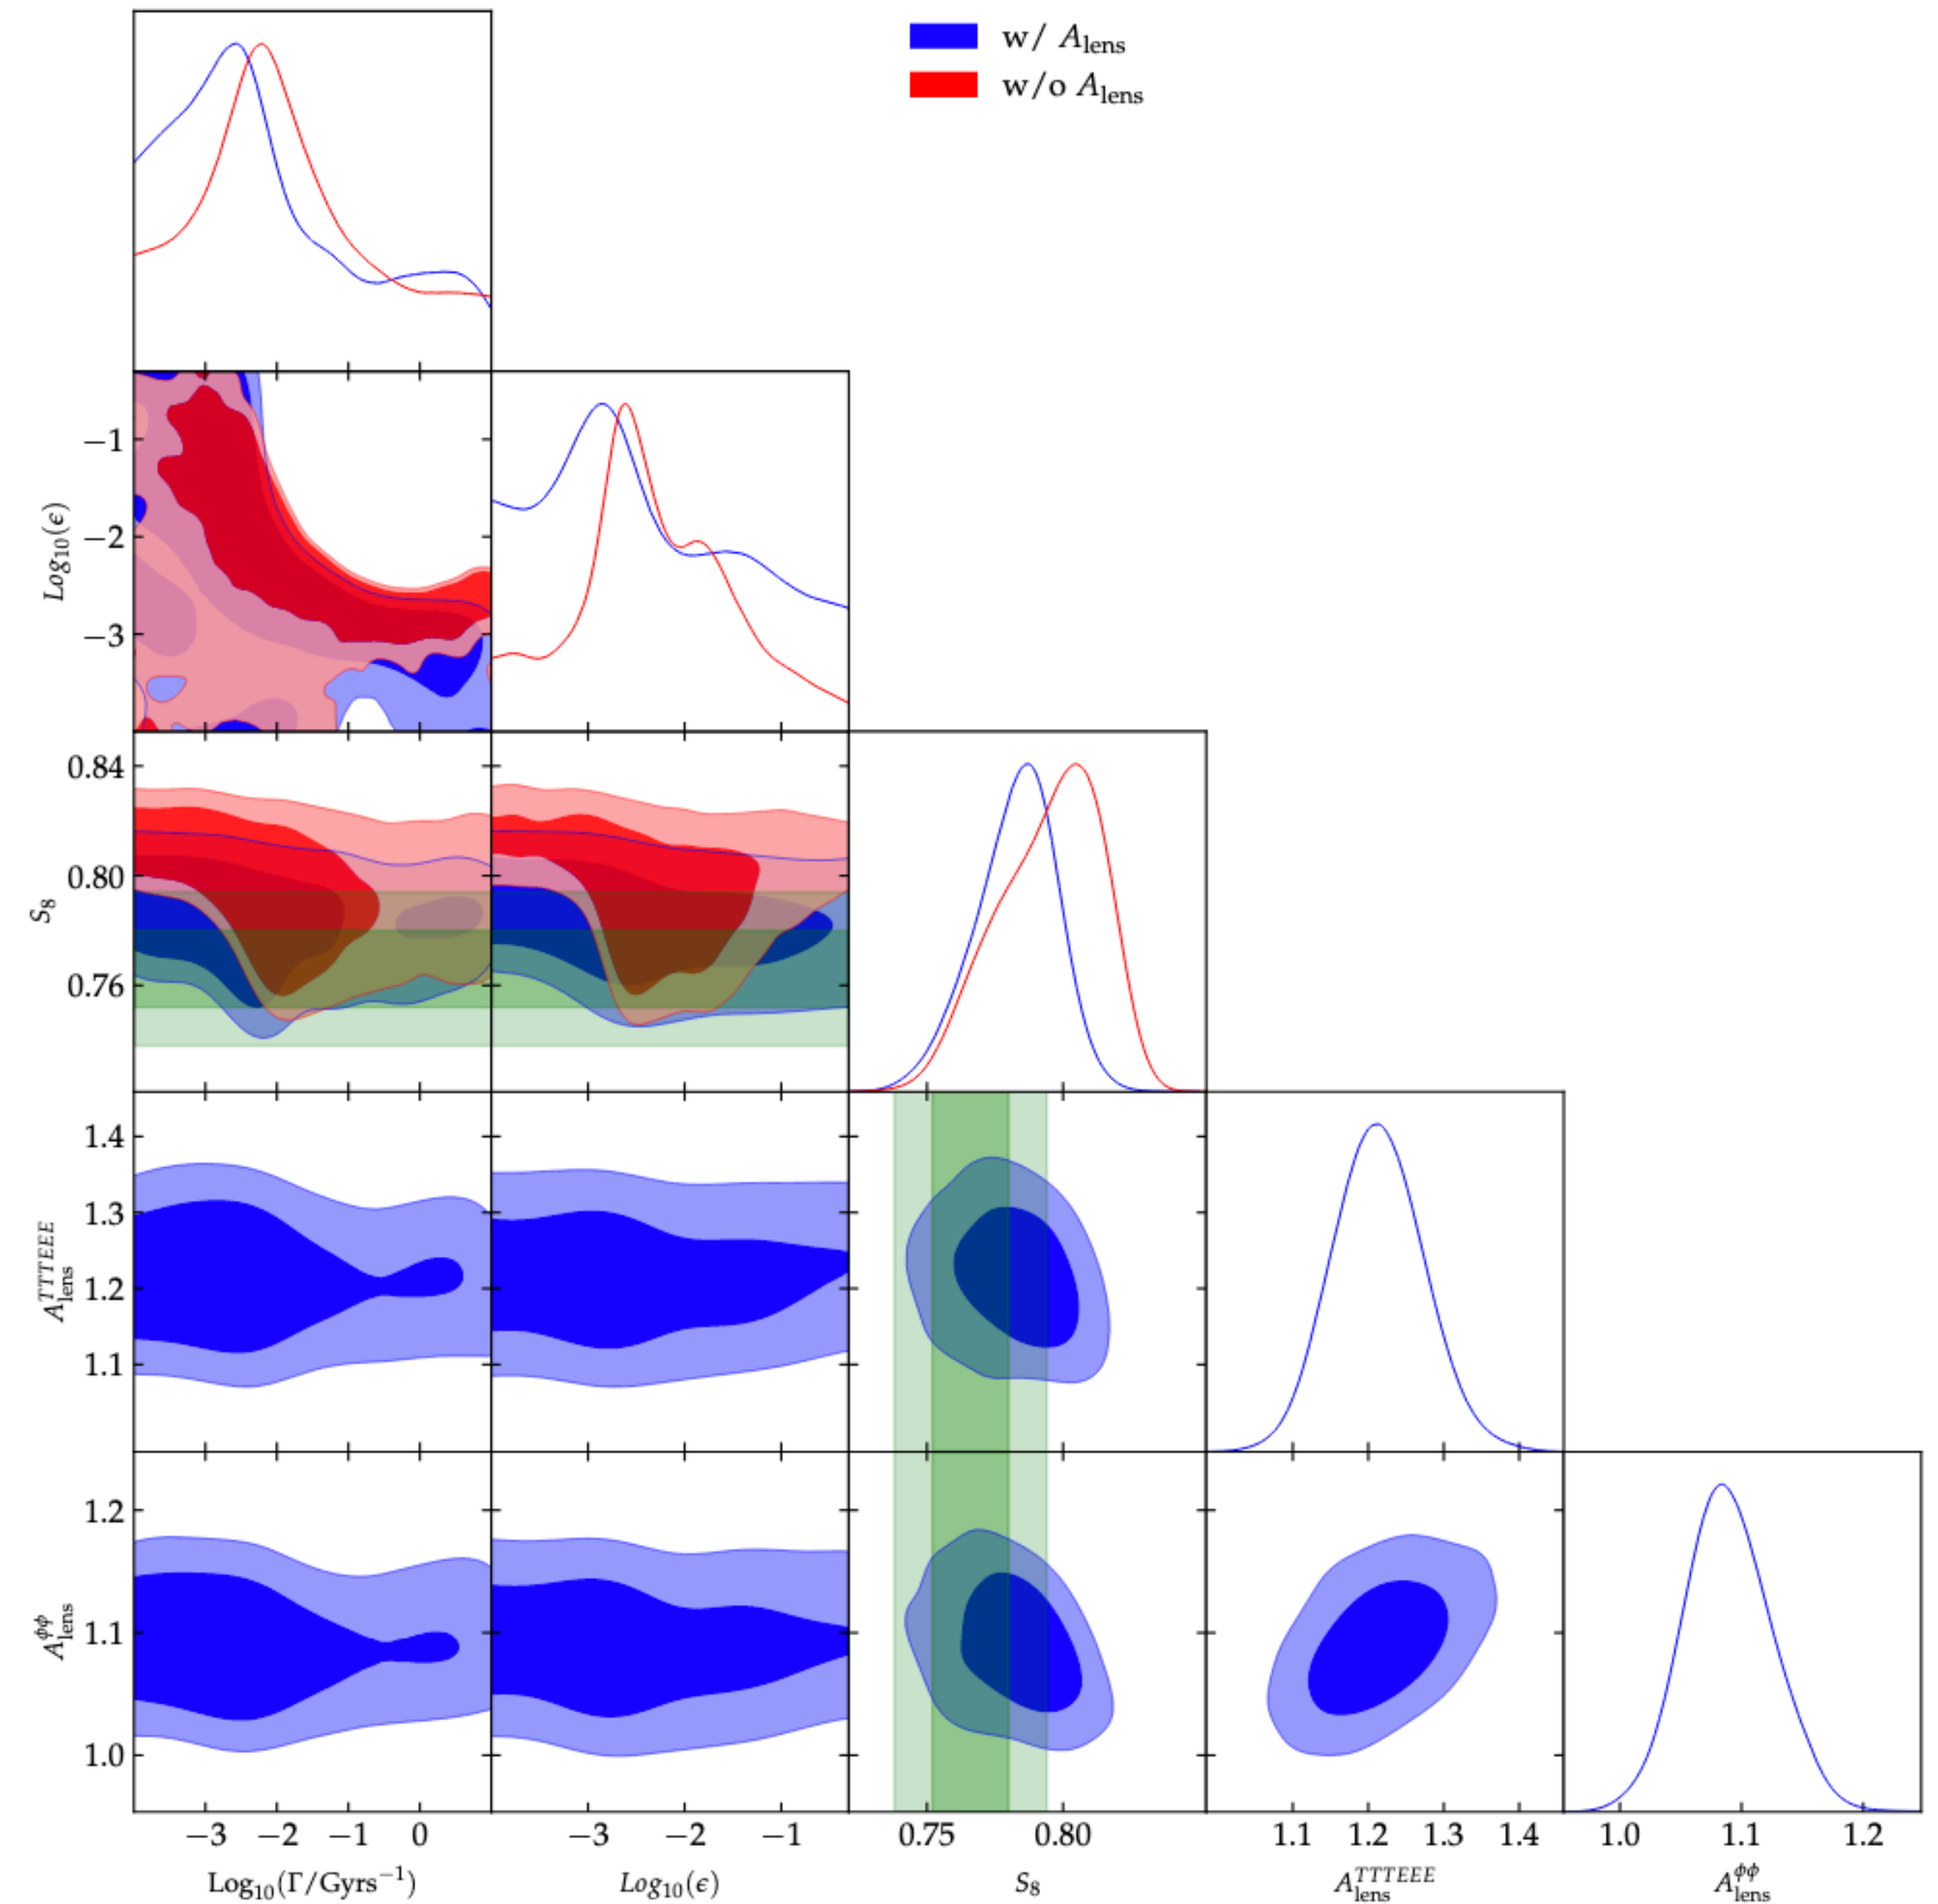 w/ A_lens
w/o A_lens
Log₁₀(ϵ)
−1
−2
−3
S₈
0.84
0.80
0.76
A_lens^TTTEEE
1.4
1.3
1.2
1.1
A_lens^ϕϕ
1.2
1.1
1.0
−3 −2 −1 0
−3 −2 −1
0.75 0.80
1.1 1.2 1.3 1.4
1.0 1.1 1.2
Log₁₀(Γ/Gyrs⁻¹)
Log₁₀(ϵ)
S₈
A_lens^TTTEEE
A_lens^ϕϕ